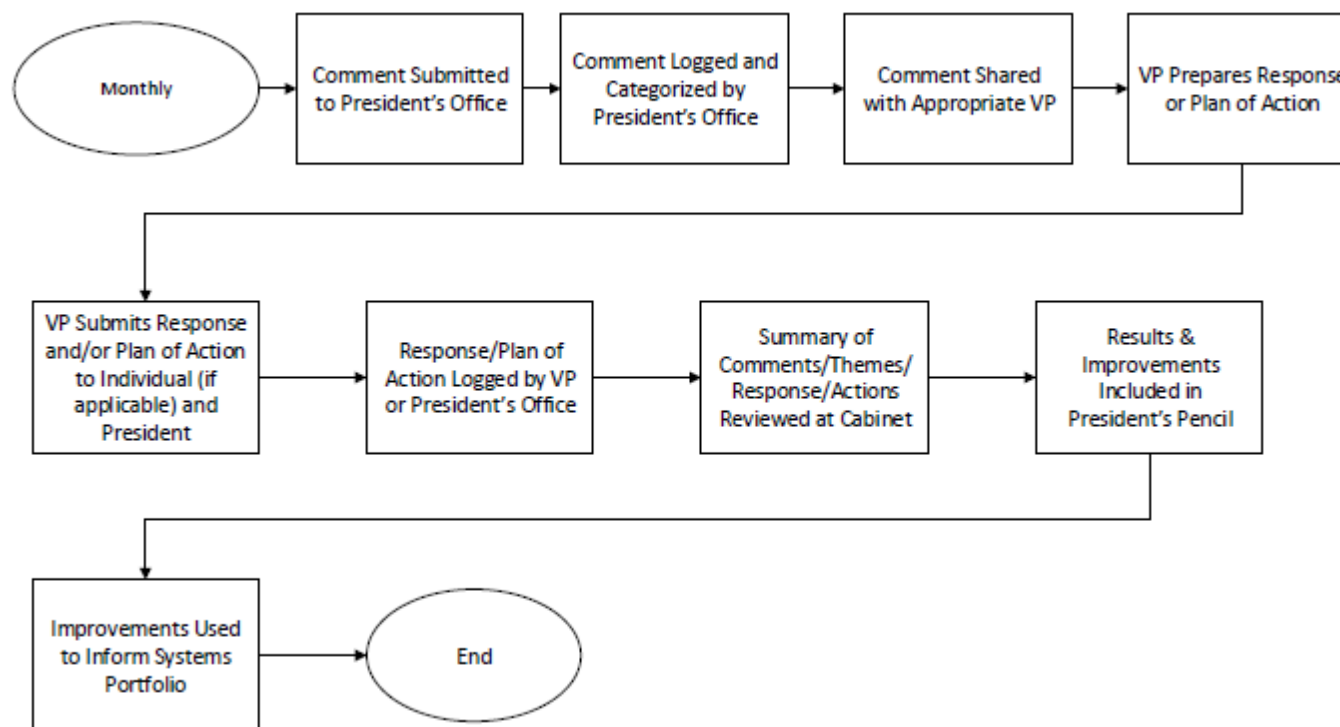 Monthly
Comment Submitted
to President's Office
Comment Logged and
Categorized by
President's Office
Comment Shared
with Appropriate VP
VP Prepares Response
or Plan of Action
VP Submits Response
and/or Plan of Action
to Individual (if
applicable) and
President
Response/Plan of
Action Logged by VP
or President's Office
Summary of
Comments/Themes/
Response/Actions
Reviewed at Cabinet
Results &
Improvements
Included in
President's Pencil
Improvements Used
to Inform Systems
Portfolio
End